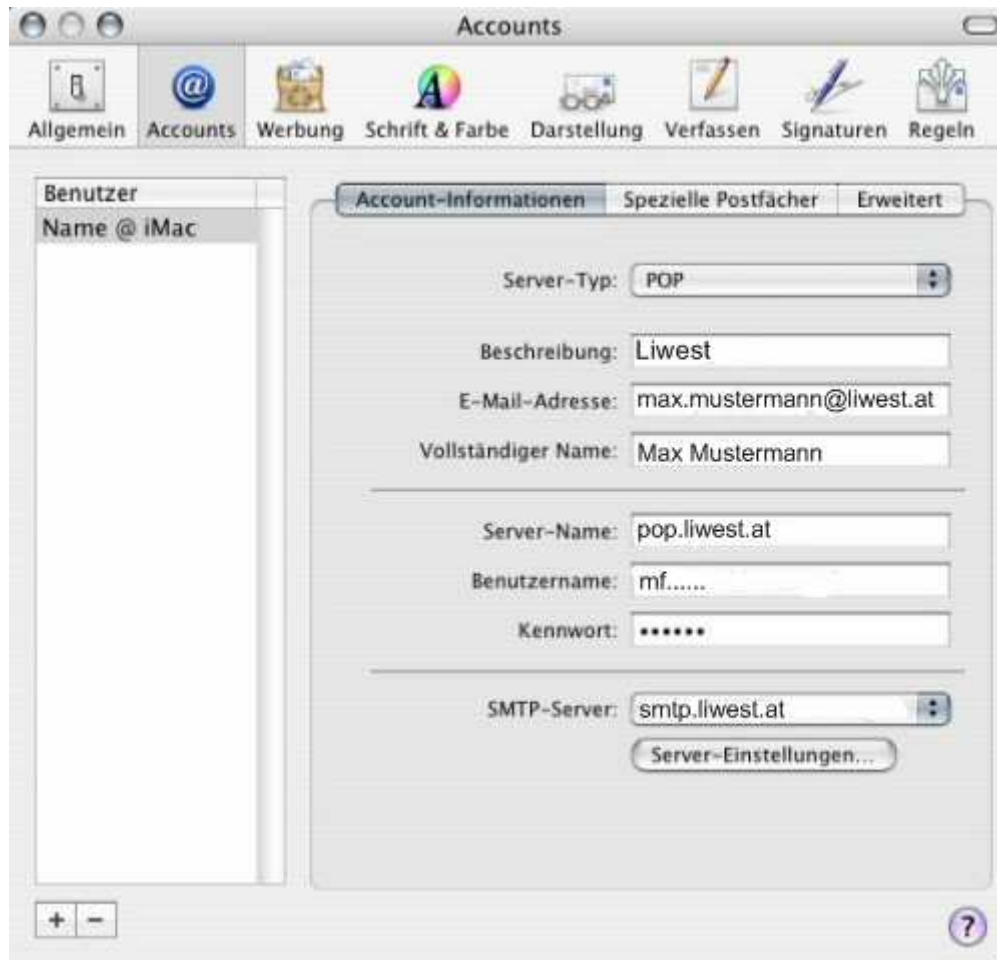 Accounts
Allgemein Accounts Werbung Schrift & Farbe Darstellung Verfassen Signaturen Regeln
Benutzer
Name @ iMac
Account-Informationen Spezielle Postfächer Erweitert
Server-Typ: POP
Beschreibung: Liwest
E-Mail-Adresse: max.mustermann@liwest.at
Vollständiger Name: Max Mustermann
Server-Name: pop.liwest.at
Benutzername: mf......
Kennwort: ••••••
SMTP-Server: smtp.liwest.at
Server-Einstellungen...
+ − ?